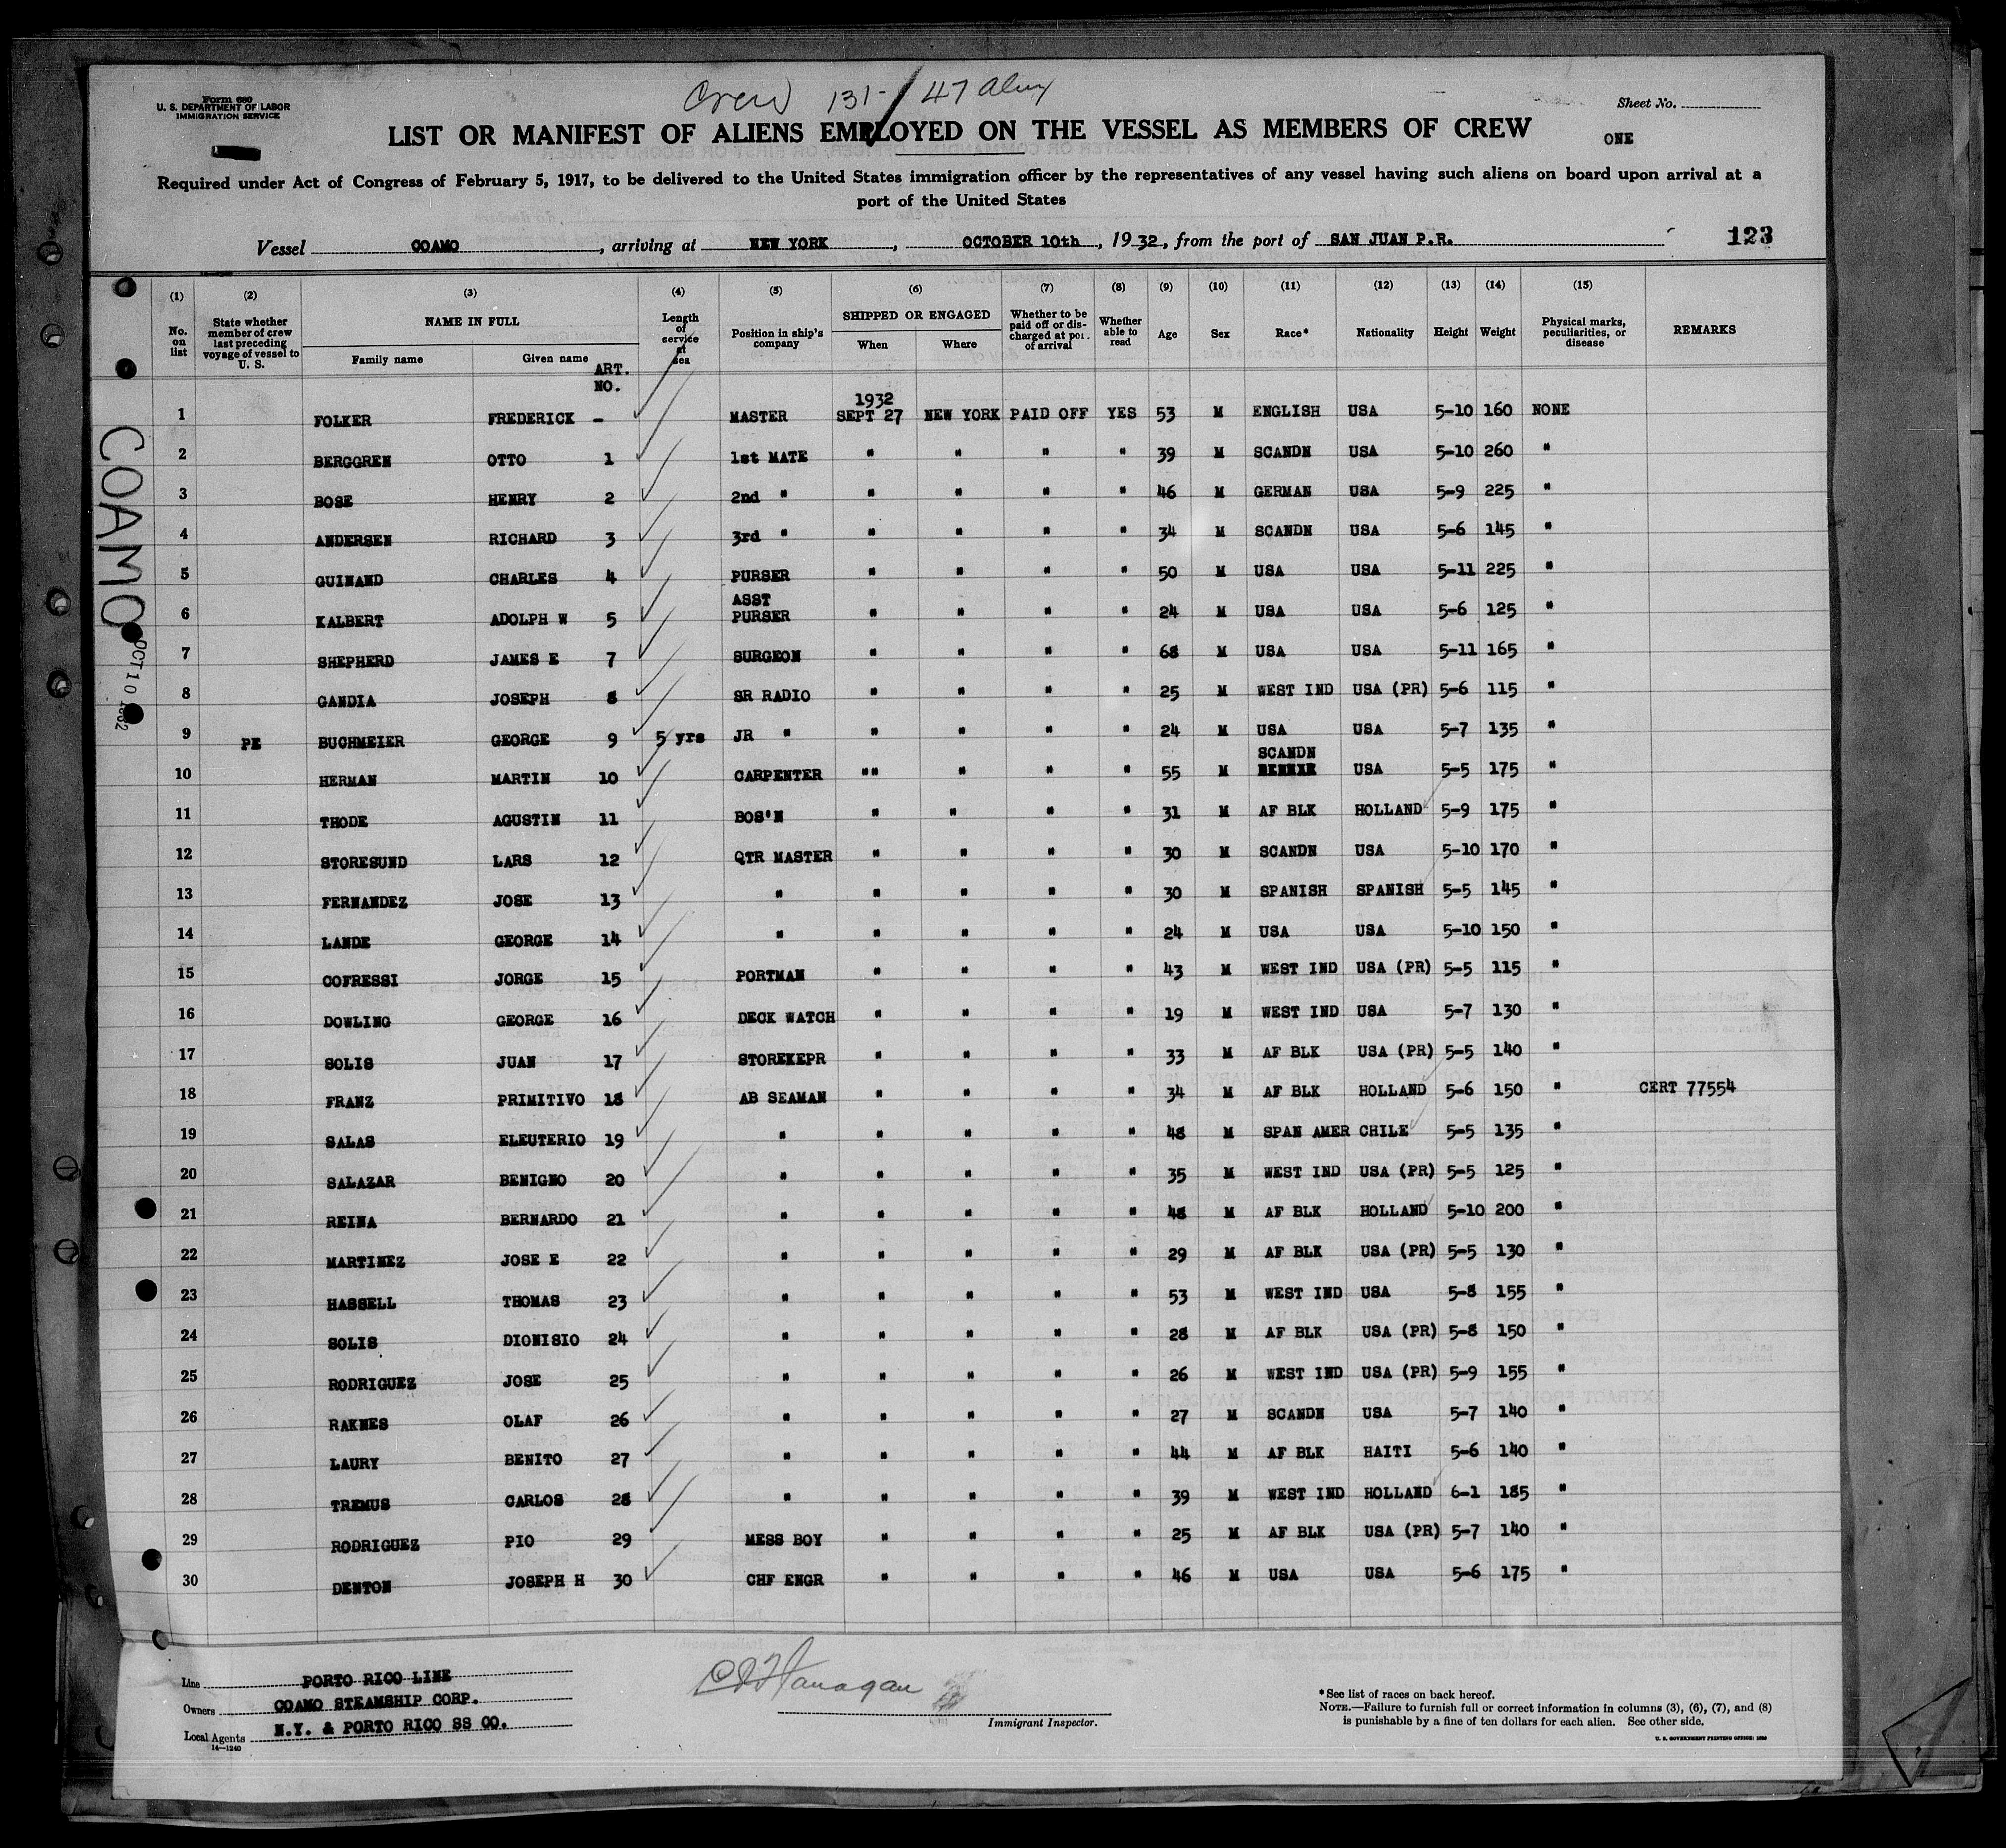 Crew 131- / 47 Alny
Form 680
U. S. DEPARTMENT OF LABOR
IMMIGRATION SERVICE
Sheet No.
ONE
LIST OR MANIFEST OF ALIENS EMPLOYED ON THE VESSEL AS MEMBERS OF CREW
Required under Act of Congress of February 5, 1917, to be delivered to the United States immigration officer by the representatives of any vessel having such aliens on board upon arrival at a
port of the United States
Vessel COAMO, arriving at NEW YORK, OCTOBER 10th, 1932, from the port of SAN JUAN P.R. 123
(1) No. on list (2) State whether member of crew last preceding voyage of vessel to U. S. (3) NAME IN FULL Family name Given name (4) Length of service at sea (5) Position in ship's company (6) SHIPPED OR ENGAGED When Where (7) Whether to be paid off or discharged at port of arrival (8) Whether able to read (9) Age (10) Sex (11) Race* (12) Nationality (13) Height (14) Weight (15) Physical marks, peculiarities, or disease REMARKS
ART. NO.
1932
1 FOLKER FREDERICK - MASTER SEPT 27 NEW YORK PAID OFF YES 53 M ENGLISH USA 5-10 160 NONE
2 BERGGREN OTTO 1 1st MATE " " " " 39 M SCANDN USA 5-10 260 "
3 BOSE HENRY 2 2nd " " " " " 46 M GERMAN USA 5-9 225 "
4 ANDERSEN RICHARD 3 3rd " " " " " 34 M SCANDN USA 5-6 145 "
5 GUINAND CHARLES 4 PURSER " " " " 50 M USA USA 5-11 225 "
6 KALBERT ADOLPH W 5 ASST PURSER " " " " 24 M USA USA 5-6 125 "
7 SHEPHERD JAMES E 7 SURGEON " " " " 68 M USA USA 5-11 165 "
8 GANDIA JOSEPH 8 SR RADIO " " " " 25 M WEST IND USA (PR) 5-6 115 "
9 PE BUCHMEIER GEORGE 9 5 yrs JR " " " " " 24 M USA USA 5-7 135 "
10 HERMAN MARTIN 10 CARPENTER "" " " " 55 M SCANDN USA 5-5 175 "
11 THODE AGUSTIN 11 BOS'N " " " " 31 M AF BLK HOLLAND 5-9 175 "
12 STORESUND LARS 12 QTR MASTER " " " " 30 M SCANDN USA 5-10 170 "
13 FERNANDEZ JOSE 13 " " " " " 30 M SPANISH SPANISH 5-5 145 "
14 LANDE GEORGE 14 " " " " " 24 M USA USA 5-10 150 "
15 COFRESSI JORGE 15 PORTMAN " " " " 43 M WEST IND USA (PR) 5-5 115 "
16 DOWLING GEORGE 16 DECK WATCH " " " " 19 M WEST IND USA 5-7 130 "
17 SOLIS JUAN 17 STOREKEPR " " " " 33 M AF BLK USA (PR) 5-5 140 "
18 FRANZ PRIMITIVO 18 AB SEAMAN " " " " 34 M AF BLK HOLLAND 5-6 150 " CERT 77554
19 SALAS ELEUTERIO 19 " " " " " 48 M SPAN AMER CHILE 5-5 135 "
20 SALAZAR BENIGNO 20 " " " " " 35 M WEST IND USA (PR) 5-5 125 "
21 REINA BERNARDO 21 " " " " " 48 M AF BLK HOLLAND 5-10 200 "
22 MARTINEZ JOSE E 22 " " " " " 29 M AF BLK USA (PR) 5-5 130 "
23 HASSELL THOMAS 23 " " " " " 53 M WEST IND USA 5-8 155 "
24 SOLIS DIONISIO 24 " " " " " 28 M AF BLK USA (PR) 5-8 150 "
25 RODRIGUEZ JOSE 25 " " " " " 26 M WEST IND USA (PR) 5-9 155 "
26 RAKNES OLAF 26 " " " " " 27 M SCANDN USA 5-7 140 "
27 LAURY BENITO 27 " " " " " 44 M AF BLK HAITI 5-6 140 "
28 TREMUS CARLOS 28 " " " " " 39 M WEST IND HOLLAND 6-1 185 "
29 RODRIGUEZ PIO 29 MESS BOY " " " " 25 M AF BLK USA (PR) 5-7 140 "
30 DENTON JOSEPH H 30 CHF ENGR " " " " 46 M USA USA 5-6 175 "
COAMO
OCT 10 1932
Line PORTO RICO LINE
Owners COAMO STEAMSHIP CORP.
Local Agents N.Y. & PORTO RICO SS CO.
14-1240
Flanagan
Immigrant Inspector.
*See list of races on back hereof.
NOTE.—Failure to furnish full or correct information in columns (3), (6), (7), and (8)
is punishable by a fine of ten dollars for each alien. See other side.
U. S. GOVERNMENT PRINTING OFFICE: